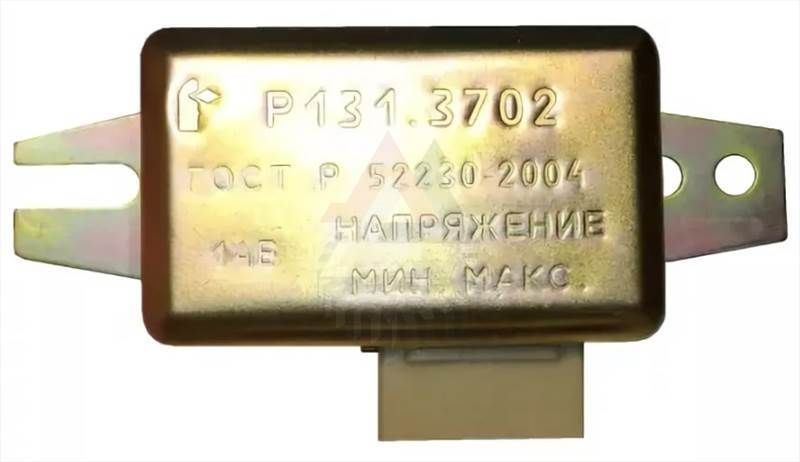 Р131.3702
ГОСТ Р 52230-2004
14В НАПРЯЖЕНИЕ
МИН. МАКС.